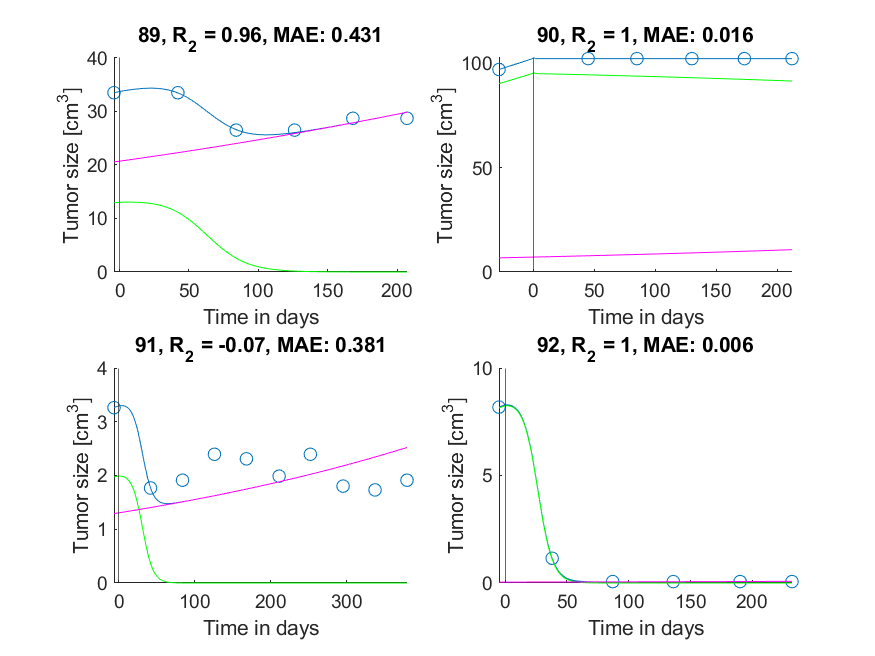 89, R2 = 0.96, MAE: 0.431
Tumor size [cm3]
40
30
20
10
0
0 50 100 150 200
Time in days
90, R2 = 1, MAE: 0.016
Tumor size [cm3]
100
50
0
0 50 100 150 200
Time in days
91, R2 = -0.07, MAE: 0.381
Tumor size [cm3]
4
3
2
1
0
0 100 200 300
Time in days
92, R2 = 1, MAE: 0.006
Tumor size [cm3]
10
5
0
0 50 100 150 200
Time in days